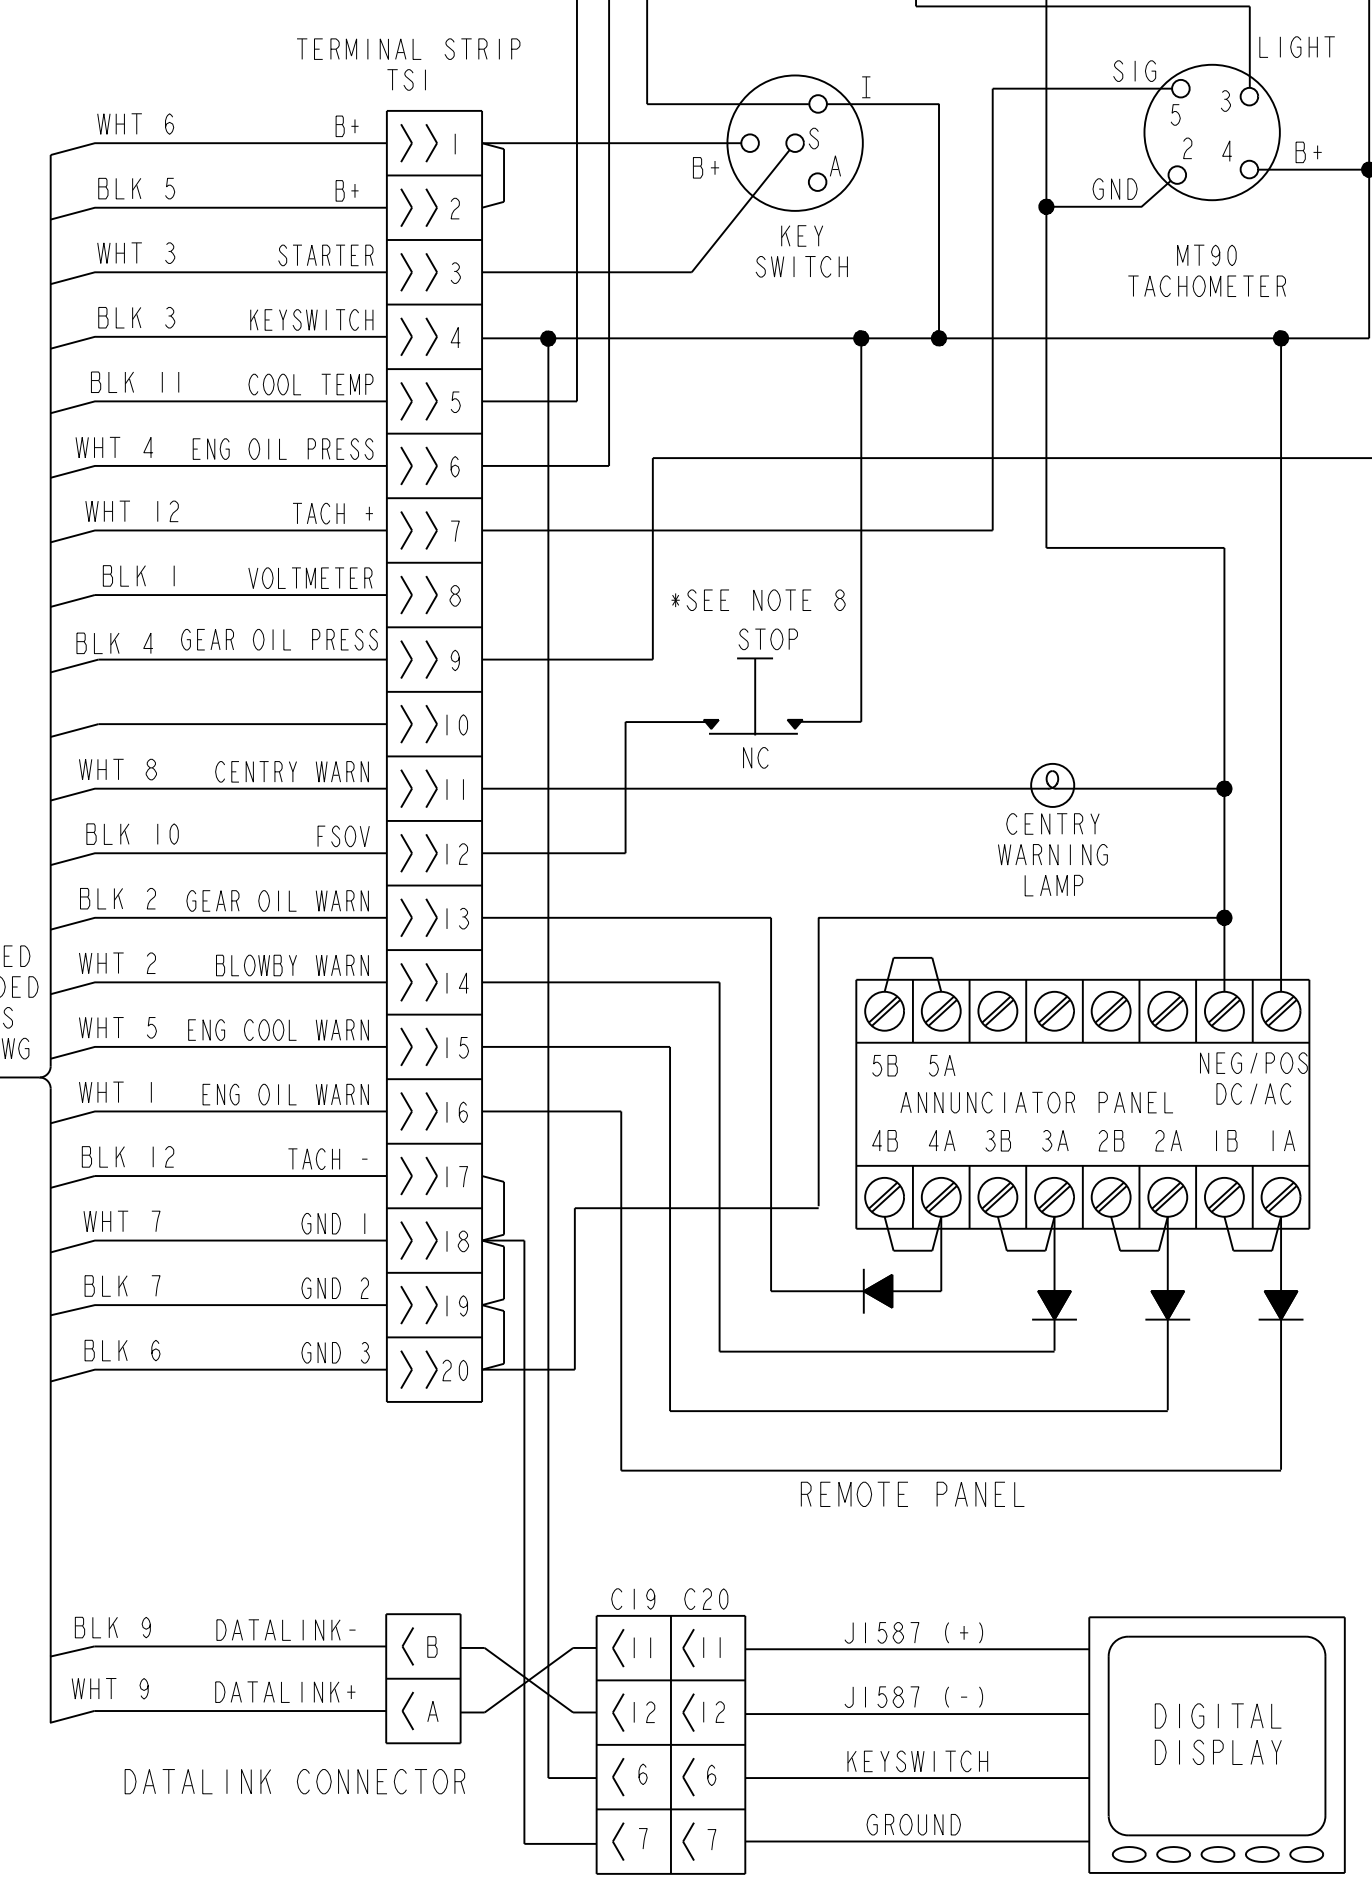 TERMINAL STRIP
TS1
WHT 6 B+ 1
BLK 5 B+ 2
WHT 3 STARTER 3
BLK 3 KEYSWITCH 4
BLK 11 COOL TEMP 5
WHT 4 ENG OIL PRESS 6
WHT 12 TACH + 7
BLK 1 VOLTMETER 8
BLK 4 GEAR OIL PRESS 9
10
WHT 8 CENTRY WARN 11
BLK 10 FSOV 12
BLK 2 GEAR OIL WARN 13
WHT 2 BLOWBY WARN 14
WHT 5 ENG COOL WARN 15
WHT 1 ENG OIL WARN 16
BLK 12 TACH - 17
WHT 7 GND 1 18
BLK 7 GND 2 19
BLK 6 GND 3 20
ED
DED
S
WG
I
B+
S
A
KEY
SWITCH
LIGHT
SIG
5
3
2
4
B+
GND
MT90
TACHOMETER
*SEE NOTE 8
STOP
NC
CENTRY
WARNING
LAMP
5B 5A NEG/POS
DC/AC
ANNUNCIATOR PANEL
4B 4A 3B 3A 2B 2A 1B 1A
REMOTE PANEL
BLK 9 DATALINK- B
WHT 9 DATALINK+ A
DATALINK CONNECTOR
C19 C20
11 11 J1587 (+)
12 12 J1587 (-)
6 6 KEYSWITCH
7 7 GROUND
DIGITAL
DISPLAY